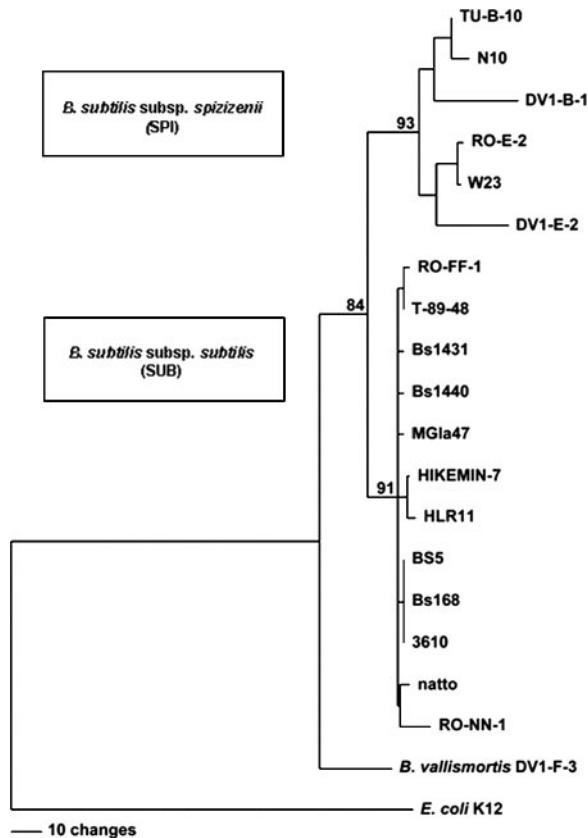 TU-B-10
N10
B. subtilis subsp. spizizenii
(SPI)
DV1-B-1
93
RO-E-2
W23
DV1-E-2
RO-FF-1
84
T-89-48
B. subtilis subsp. subtilis
(SUB)
Bs1431
Bs1440
MGla47
HIKEMIN-7
91
HLR11
BS5
Bs168
3610
natto
RO-NN-1
B. vallismortis DV1-F-3
E. coli K12
10 changes